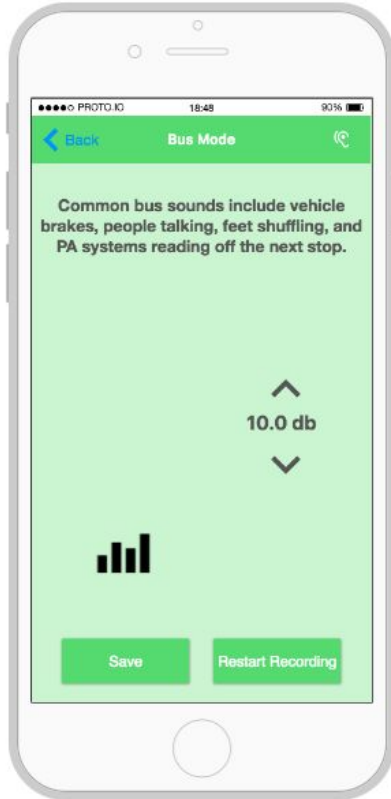 PROTO.IO 18:48 90%
Back Bus Mode
Common bus sounds include vehicle
brakes, people talking, feet shuffling, and
PA systems reading off the next stop.
10.0 db
Save Restart Recording